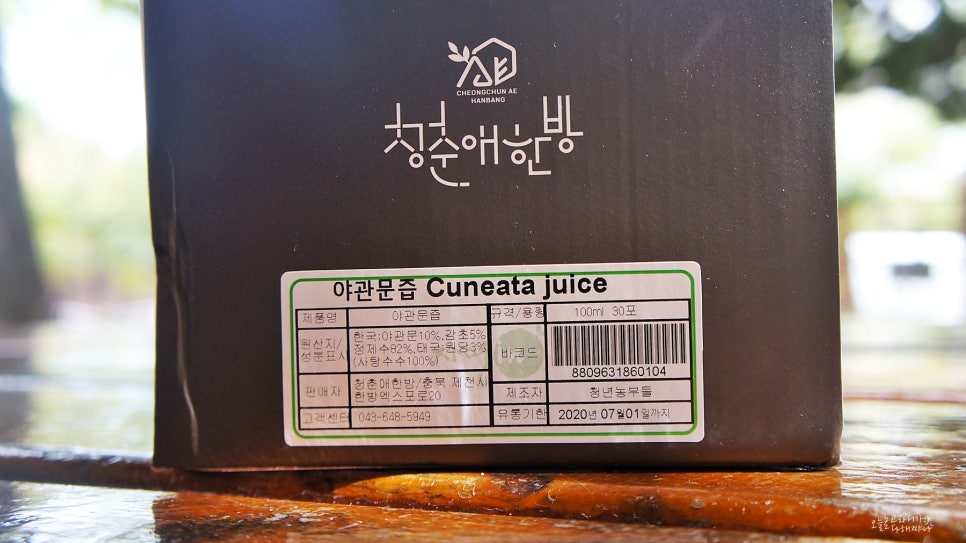 CHEONGCHUN AE
HANBANG
청춘애한방
야관문즙 Cuneata juice
제품명 야관문즙 규격/용량 100ml 30포
원산지/
성분표시
한국:야관문10%,감초5%
정제수82%,태국:원당3%
(사탕수수100%)
바코드
8809631860104
판매자
청춘애한방/충북 제천시
한방엑스포로20
제조자 청년농부들
고객센터 043-648-5949 유통기한 2020년 07월01일까지